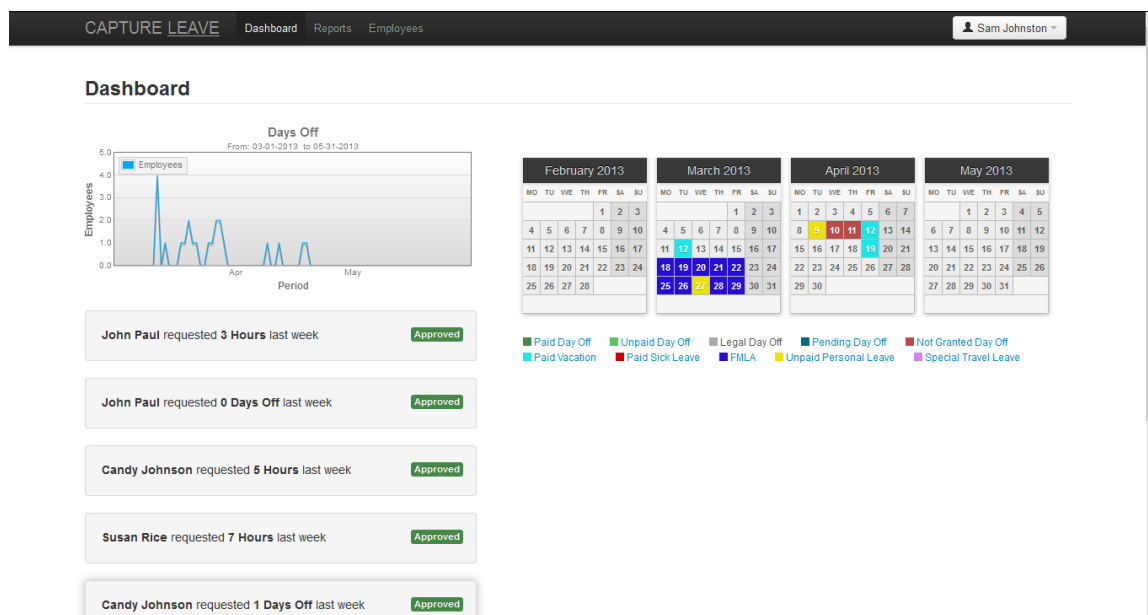 CAPTURE LEAVE Dashboard Reports Employees Sam Johnston
Dashboard
Days Off
From: 03-01-2013 to 05-31-2013
Employees
5.0
4.0
3.0
2.0
1.0
0.0
Employees
Apr May
Period
February 2013
MO TU WE TH FR SA SU
1 2 3
4 5 6 7 8 9 10
11 12 13 14 15 16 17
18 19 20 21 22 23 24
25 26 27 28
March 2013
MO TU WE TH FR SA SU
1 2 3
4 5 6 7 8 9 10
11 12 13 14 15 16 17
18 19 20 21 22 23 24
25 26 27 28 29 30 31
April 2013
MO TU WE TH FR SA SU
1 2 3 4 5 6 7
8 9 10 11 12 13 14
15 16 17 18 19 20 21
22 23 24 25 26 27 28
29 30
May 2013
MO TU WE TH FR SA SU
1 2 3 4 5
6 7 8 9 10 11 12
13 14 15 16 17 18 19
20 21 22 23 24 25 26
27 28 29 30 31
Paid Day Off Unpaid Day Off Legal Day Off Pending Day Off Not Granted Day Off
Paid Vacation Paid Sick Leave FMLA Unpaid Personal Leave Special Travel Leave
John Paul requested 3 Hours last week Approved
John Paul requested 0 Days Off last week Approved
Candy Johnson requested 5 Hours last week Approved
Susan Rice requested 7 Hours last week Approved
Candy Johnson requested 1 Days Off last week Approved